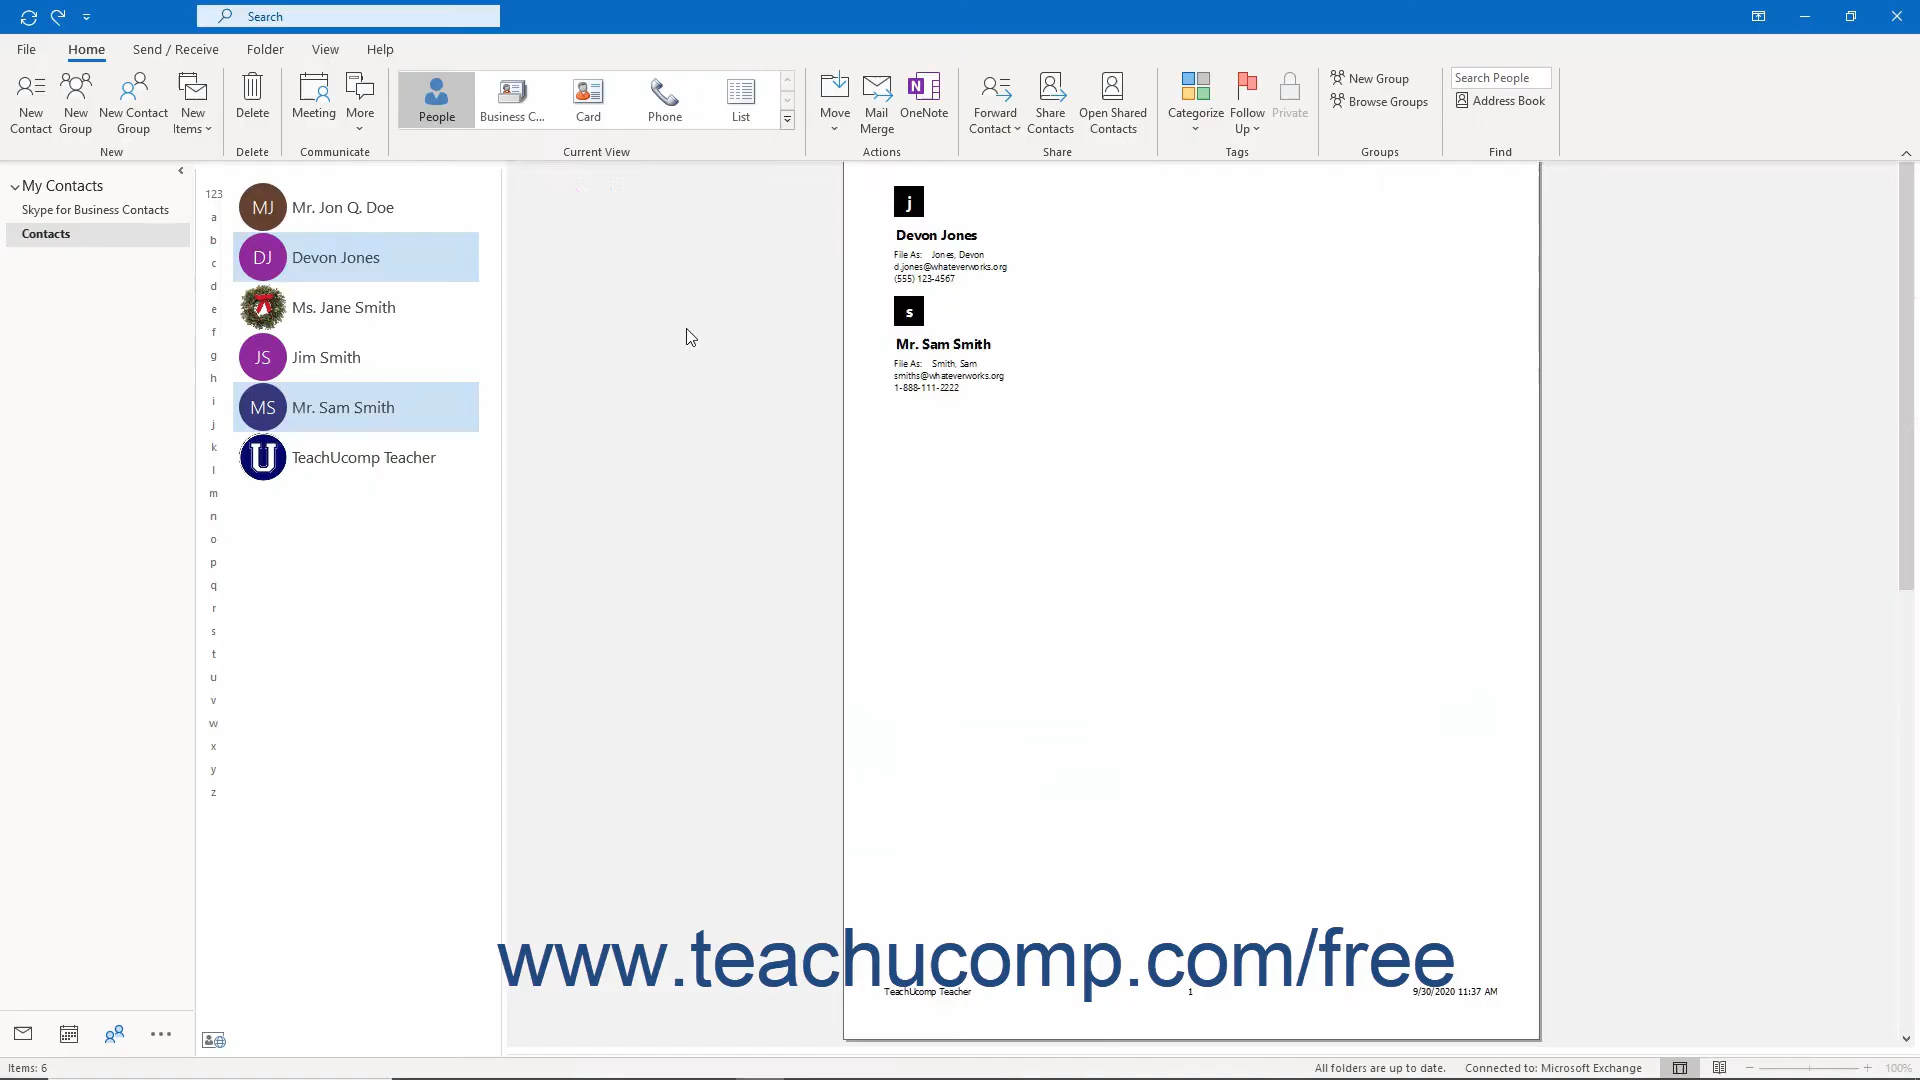 Search
File Home Send / Receive Folder View Help
New Contact
New Group
New Contact Group
New Items
New
Delete
Delete
Meeting
More
Communicate
People
Business C...
Card
Phone
List
Current View
Move
Mail Merge
OneNote
Actions
Forward Contact
Share Contacts
Open Shared Contacts
Share
Categorize
Follow Up
Private
Tags
New Group
Browse Groups
Groups
Search People
Address Book
Find
My Contacts
Skype for Business Contacts
Contacts
123
a
b
c
d
e
f
g
h
i
j
k
l
m
n
o
p
q
r
s
t
u
v
w
x
y
z
MJ Mr. Jon Q. Doe
DJ Devon Jones
Ms. Jane Smith
JS Jim Smith
MS Mr. Sam Smith
U TeachUcomp Teacher
j
Devon Jones
File As: Jones, Devon
d.jones@whateverworks.org
(555) 123-4567
s
Mr. Sam Smith
File As: Smith, Sam
smiths@whateverworks.org
1-888-111-2222
www.teachucomp.com/free
TeachUcomp Teacher 1 9/30/2020 11:37 AM
Items: 6
All folders are up to date. Connected to: Microsoft Exchange 100%